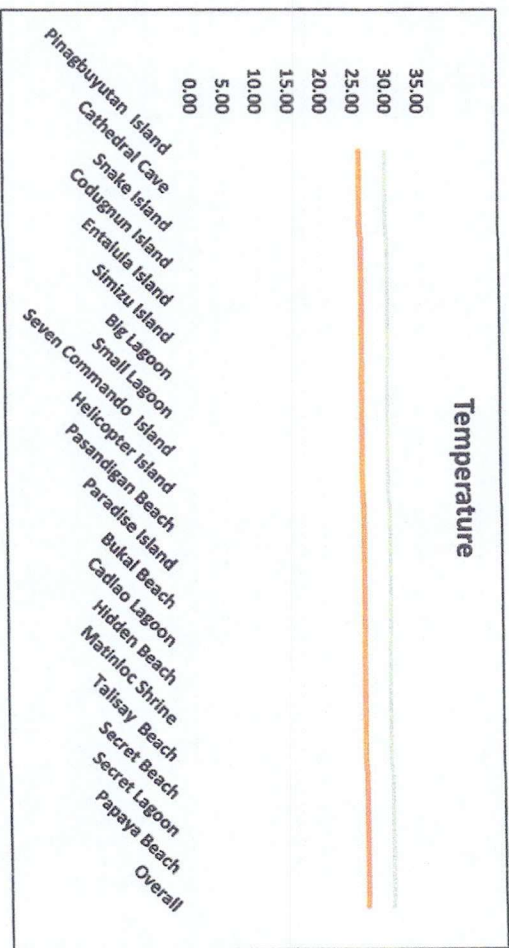 Temperature
35.00
30.00
25.00
20.00
15.00
10.00
5.00
0.00
Pinagbuyutan Island
Cathedral Cave
Snake Island
Codugnun Island
Entalula Island
Simizu Island
Big Lagoon
Small Lagoon
Seven Commando Island
Helicopter Island
Pasandigan Beach
Paradise Island
Bukal Beach
Cadlao Lagoon
Hidden Beach
Matinloc Shrine
Talisay Beach
Secret Beach
Secret Lagoon
Papaya Beach
Overall